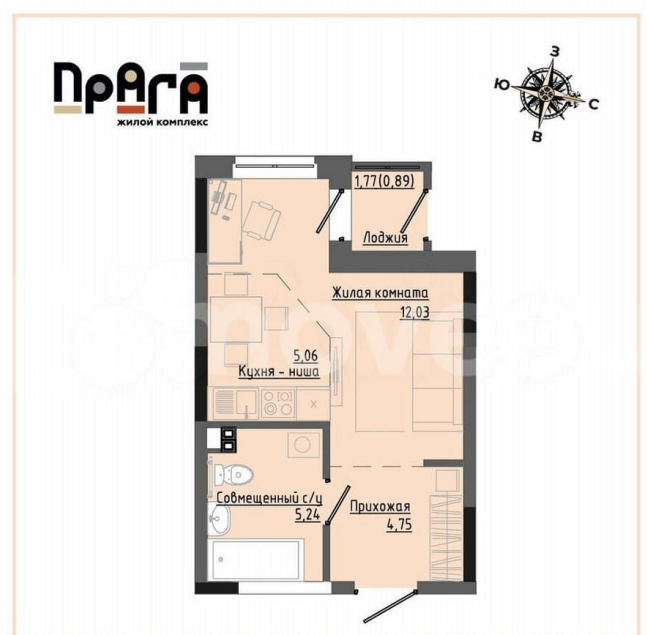 ПРАГА
ЖИЛОЙ КОМПЛЕКС
З
Ю
С
В
1,77(0,89)
Лоджия
Жилая комната
12,03
5,06
Кухня - ниша
Совмещенный с/у
5,24
Прихожая
4,75